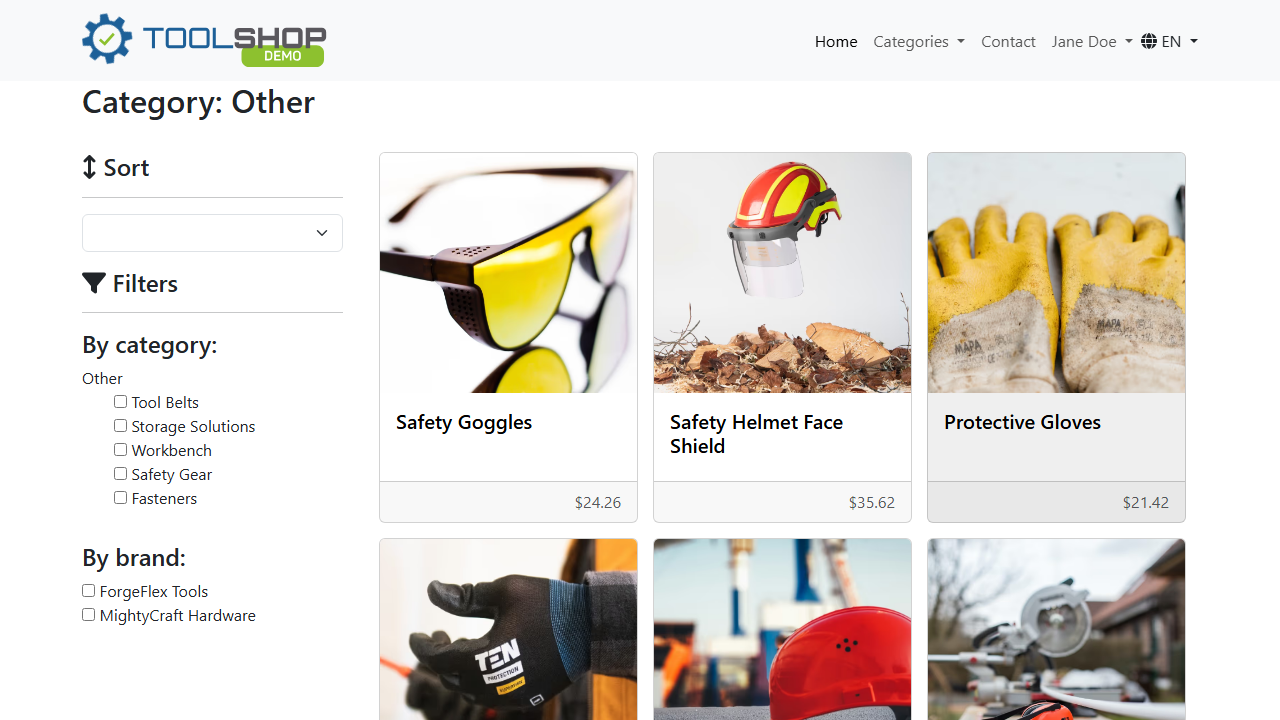 TOOLSHOP
DEMO
Home
Categories
Contact
Jane Doe
EN
Category: Other
Sort
Filters
By category:
Other
Tool Belts
Storage Solutions
Workbench
Safety Gear
Fasteners
By brand:
ForgeFlex Tools
MightyCraft Hardware
Safety Goggles
$24.26
Safety Helmet Face
Shield
$35.62
MAPA
MAPA
Protective Gloves
$21.42
TEN
PROTECTION